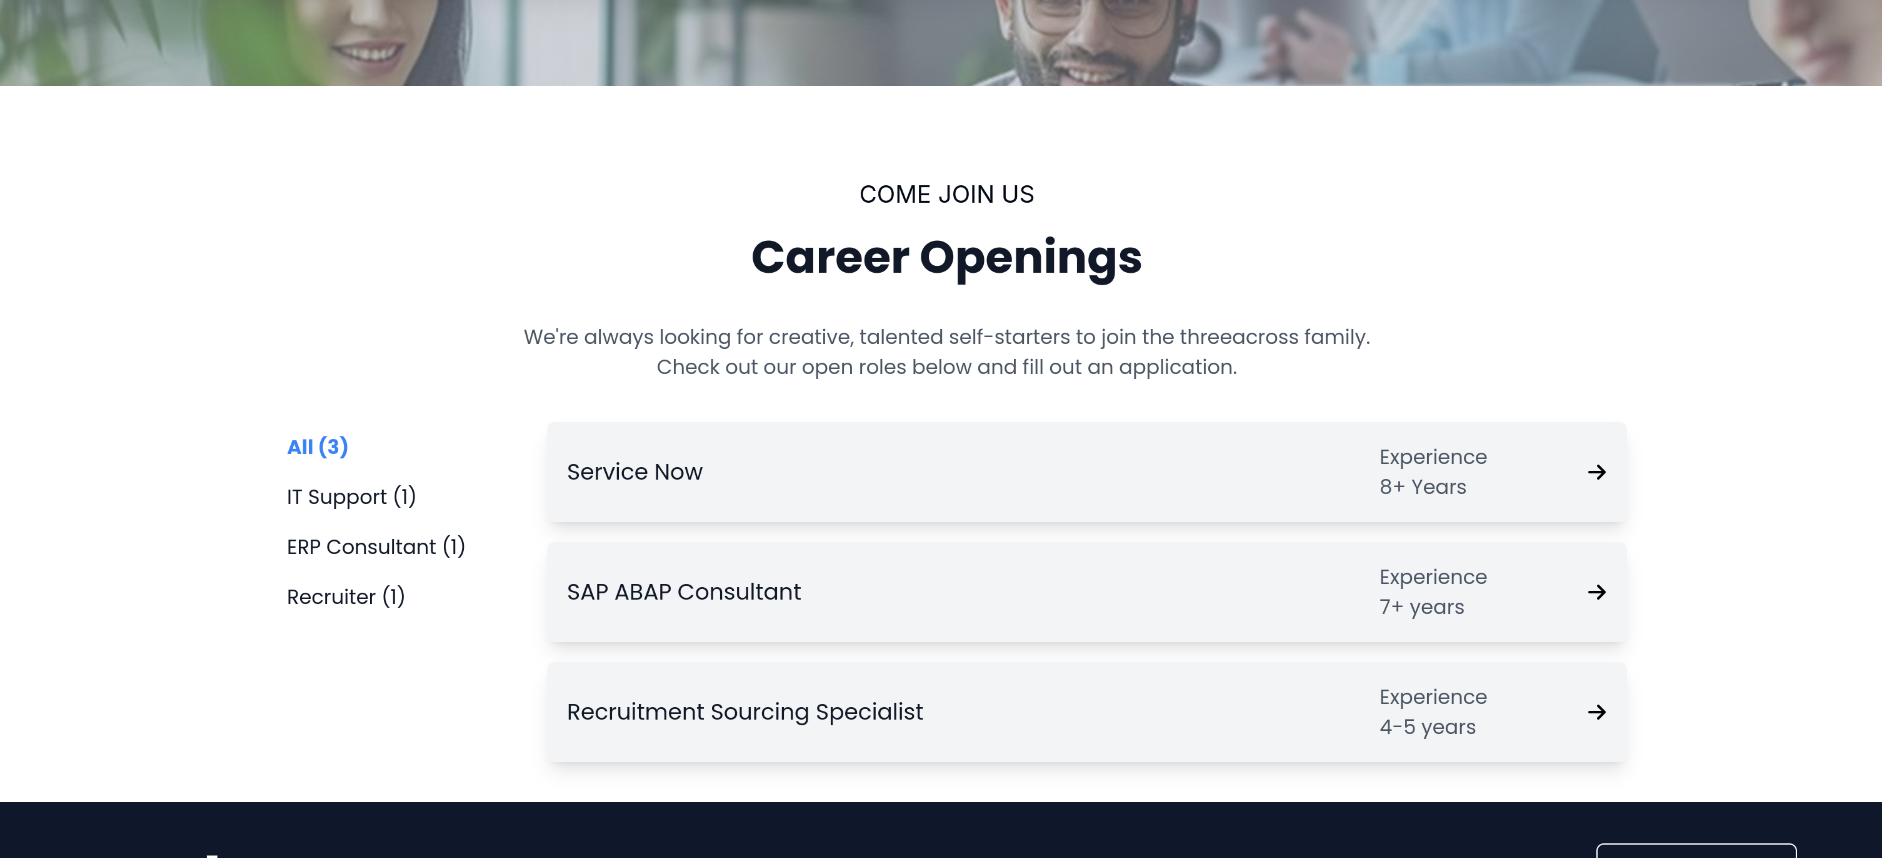 COME JOIN US
Career Openings
We're always looking for creative, talented self-starters to join the threeacross family.
Check out our open roles below and fill out an application.
All (3)
IT Support (1)
ERP Consultant (1)
Recruiter (1)
Service Now
Experience
8+ Years
SAP ABAP Consultant
Experience
7+ years
Recruitment Sourcing Specialist
Experience
4-5 years